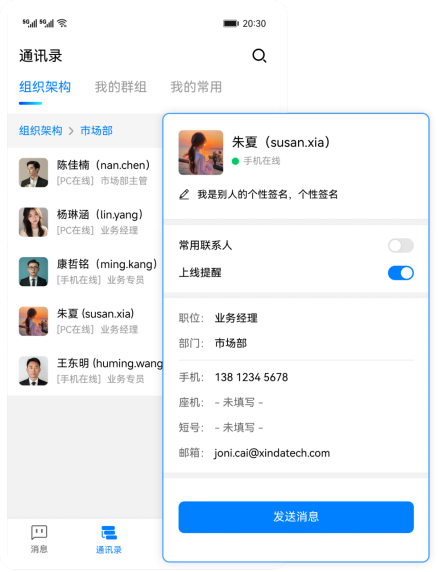 5G 5G 20:30
通讯录
组织架构 我的群组 我的常用
组织架构 > 市场部
陈佳楠（nan.chen）
[PC在线] 市场部主管
杨琳涵（lin.yang）
[PC在线] 业务经理
康哲铭（ming.kang）
[手机在线] 业务专员
朱夏 (susan.xia)
[PC在线] 业务经理
王东明 (huming.wang
[手机在线] 业务专员
消息
通讯录
朱夏（susan.xia）
手机在线
我是别人的个性签名，个性签名
常用联系人
上线提醒
职位： 业务经理
部门： 市场部
手机： 138 1234 5678
座机： - 未填写 -
短号： - 未填写 -
邮箱： joni.cai@xindatech.com
发送消息